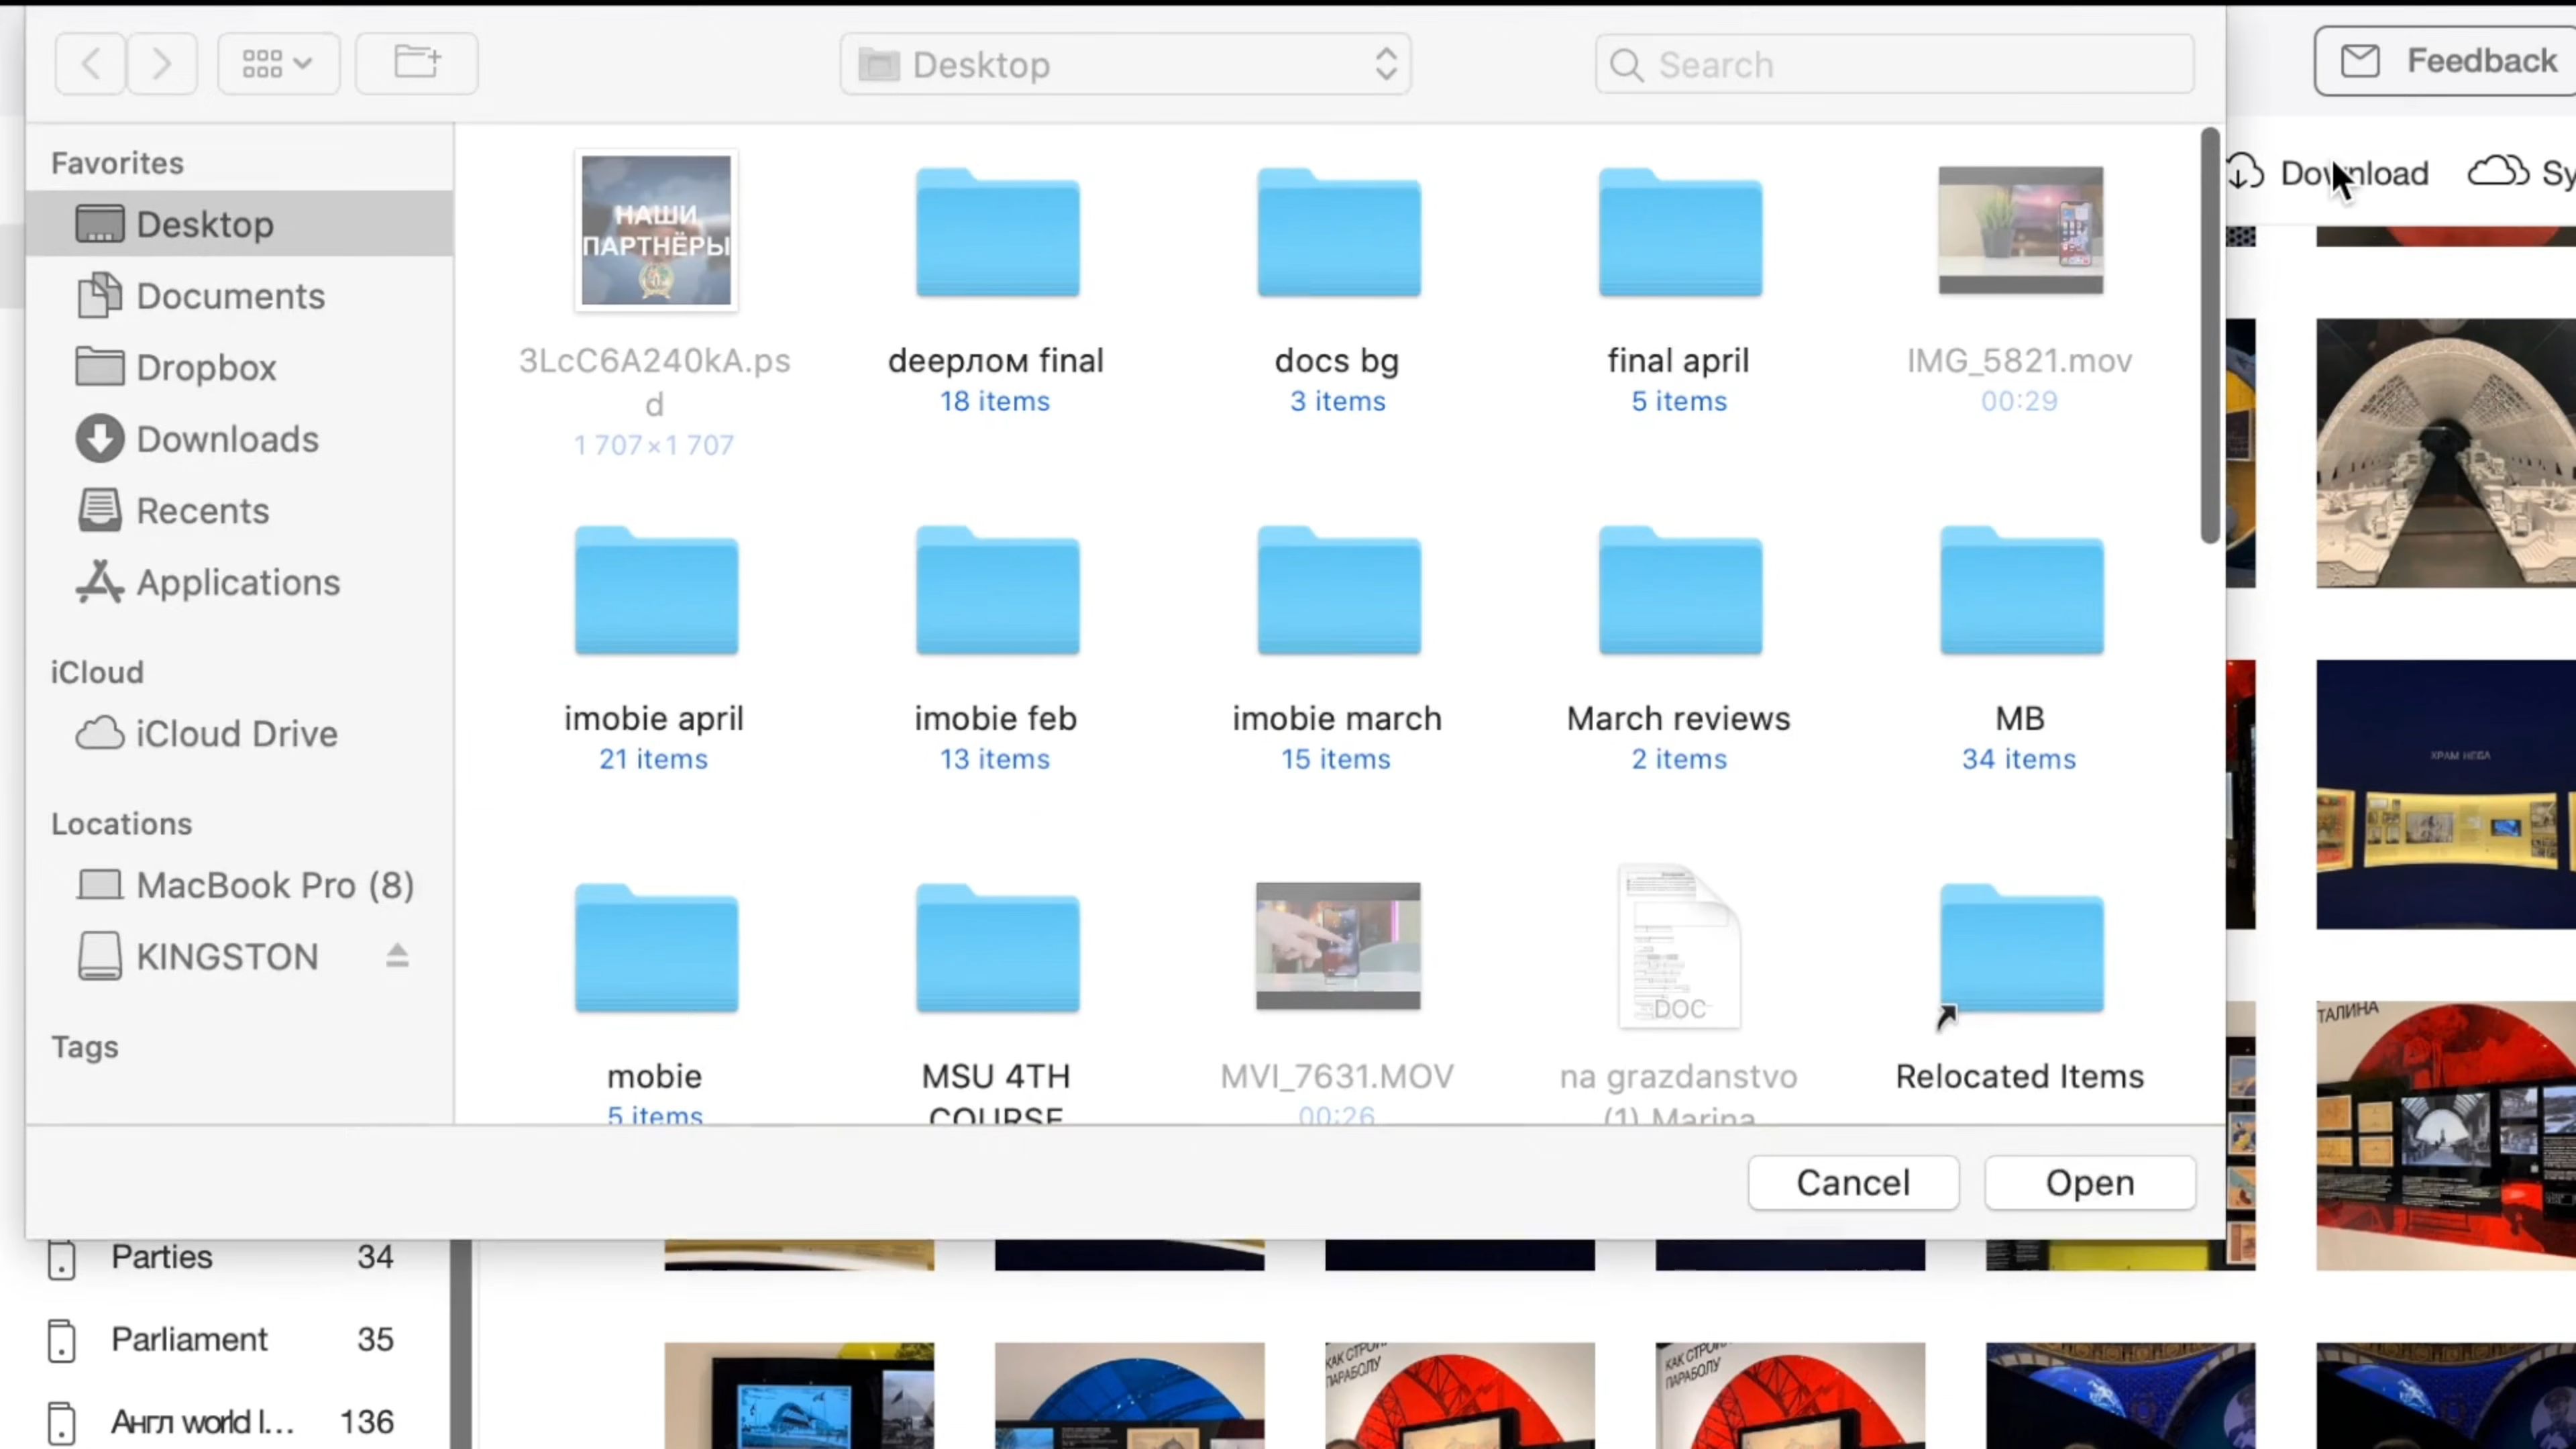 Desktop
Search
Feedback
Download
Sy
Favorites
Desktop
Documents
Dropbox
Downloads
Recents
Applications
iCloud
iCloud Drive
Locations
MacBook Pro (8)
KINGSTON
Tags
НАШИ
ПАРТНЁРЫ
3LcC6A240kA.ps
d
1 707×1 707
deeрлом final
18 items
docs bg
3 items
final april
5 items
IMG_5821.mov
00:29
imobie april
21 items
imobie feb
13 items
imobie march
15 items
March reviews
2 items
MB
34 items
mobie
5 items
MSU 4TH
COURSE
MVI_7631.MOV
00:26
DOC
na grazdanstvo
(1) Marina
Relocated Items
ХРАМ НЕБА
ТАЛИНА
Cancel
Open
Parties 34
Parliament 35
Англ world l... 136
КАК СТРОИ
ПАРАБОЛУ
КАК СТРОИ
ПАРАБОЛУ